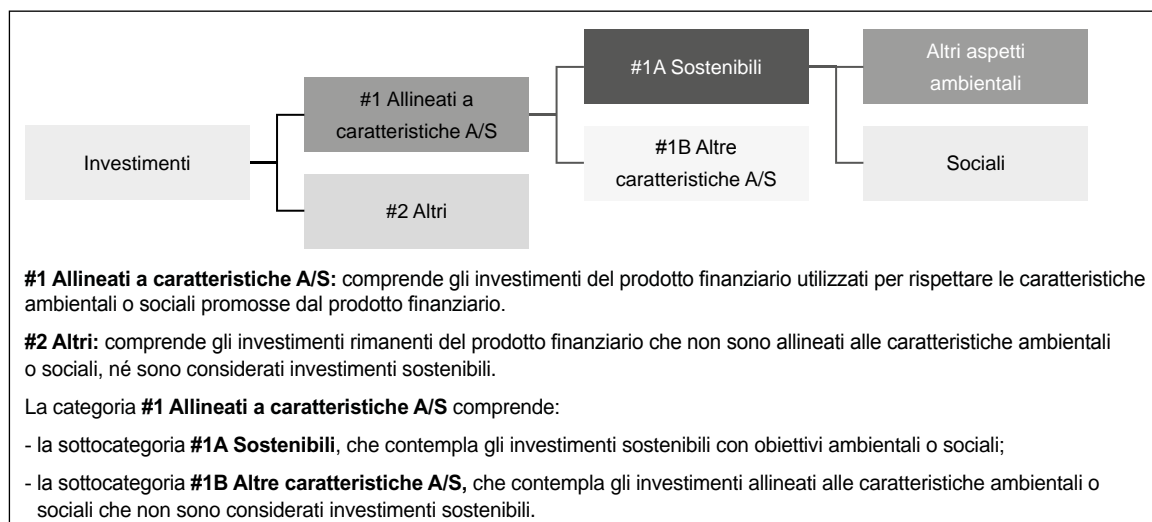 Investimenti
#1 Allineati a
caratteristiche A/S
#2 Altri
#1A Sostenibili
#1B Altre
caratteristiche A/S
Altri aspetti
ambientali
Sociali
#1 Allineati a caratteristiche A/S: comprende gli investimenti del prodotto finanziario utilizzati per rispettare le caratteristiche
ambientali o sociali promosse dal prodotto finanziario.
#2 Altri: comprende gli investimenti rimanenti del prodotto finanziario che non sono allineati alle caratteristiche ambientali
o sociali, né sono considerati investimenti sostenibili.
La categoria #1 Allineati a caratteristiche A/S comprende:
- la sottocategoria #1A Sostenibili, che contempla gli investimenti sostenibili con obiettivi ambientali o sociali;
- la sottocategoria #1B Altre caratteristiche A/S, che contempla gli investimenti allineati alle caratteristiche ambientali o
sociali che non sono considerati investimenti sostenibili.